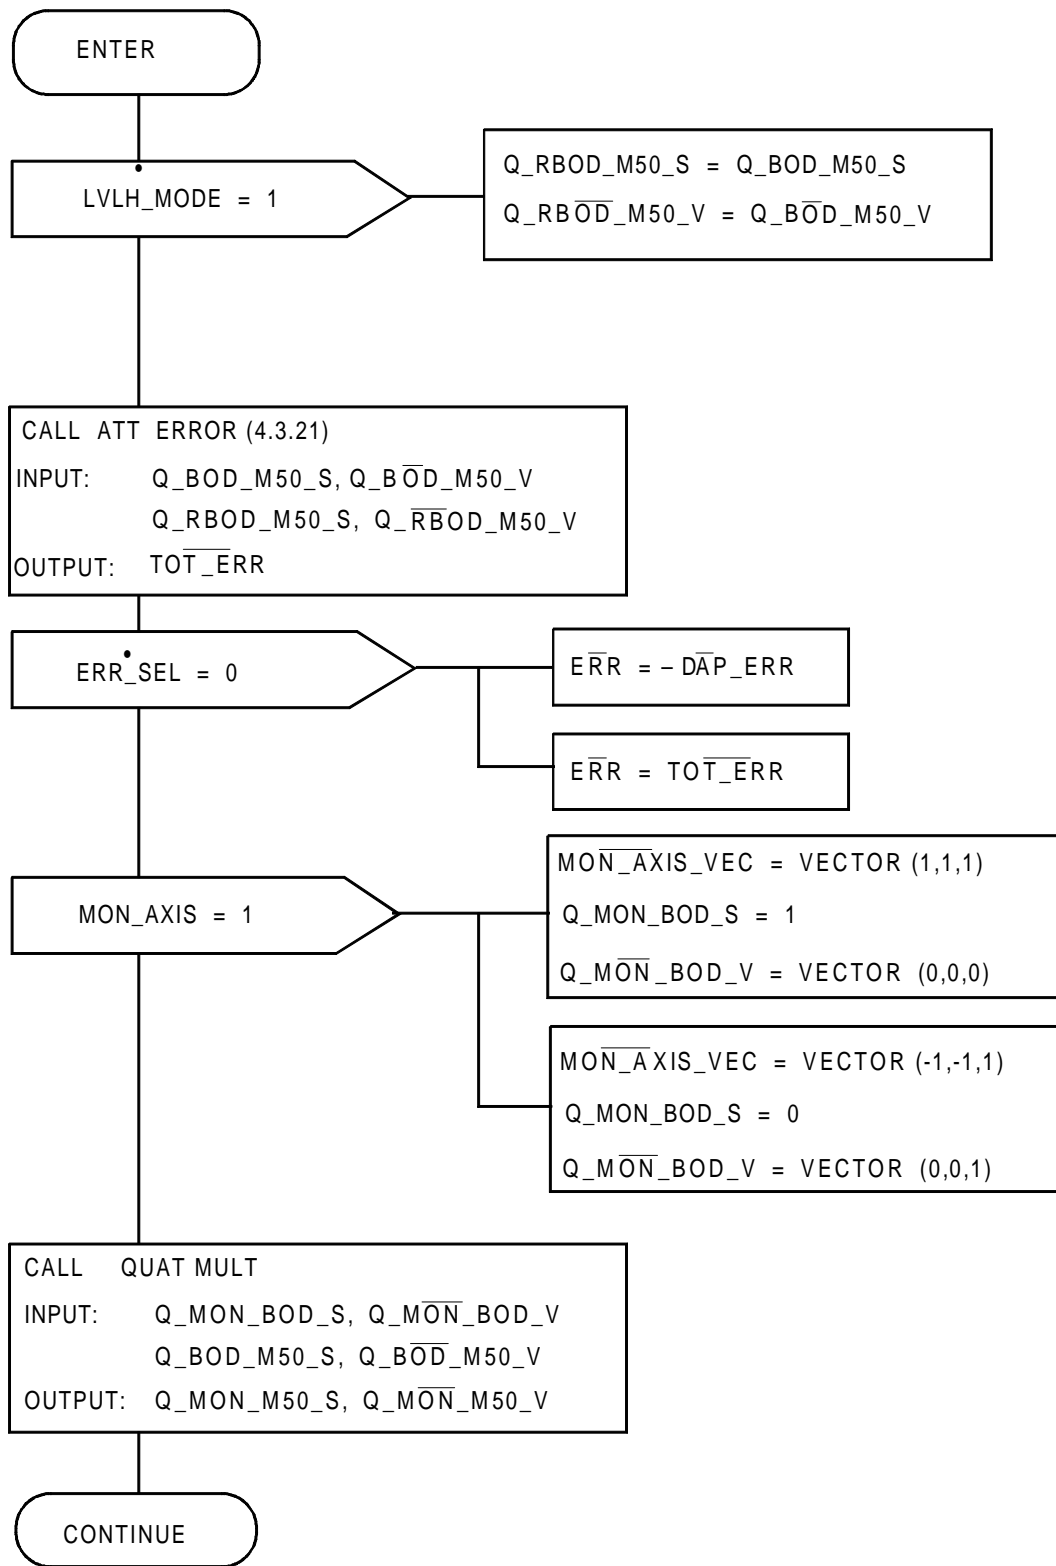 ENTER
LVLH_MODE = 1
Q_RBOD_M50_S = Q_BOD_M50_S
Q_RBOD_M50_V = Q_BOD_M50_V
CALL ATT ERROR (4.3.21)
INPUT: Q_BOD_M50_S, Q_BOD_M50_V
Q_RBOD_M50_S, Q_RBOD_M50_V
OUTPUT: TOT_ERR
ERR_SEL = 0
ERR = – DAP_ERR
ERR = TOT_ERR
MON_AXIS = 1
MON_AXIS_VEC = VECTOR (1,1,1)
Q_MON_BOD_S = 1
Q_MON_BOD_V = VECTOR (0,0,0)
MON_AXIS_VEC = VECTOR (-1,-1,1)
Q_MON_BOD_S = 0
Q_MON_BOD_V = VECTOR (0,0,1)
CALL QUAT MULT
INPUT: Q_MON_BOD_S, Q_MON_BOD_V
Q_BOD_M50_S, Q_BOD_M50_V
OUTPUT: Q_MON_M50_S, Q_MON_M50_V
CONTINUE